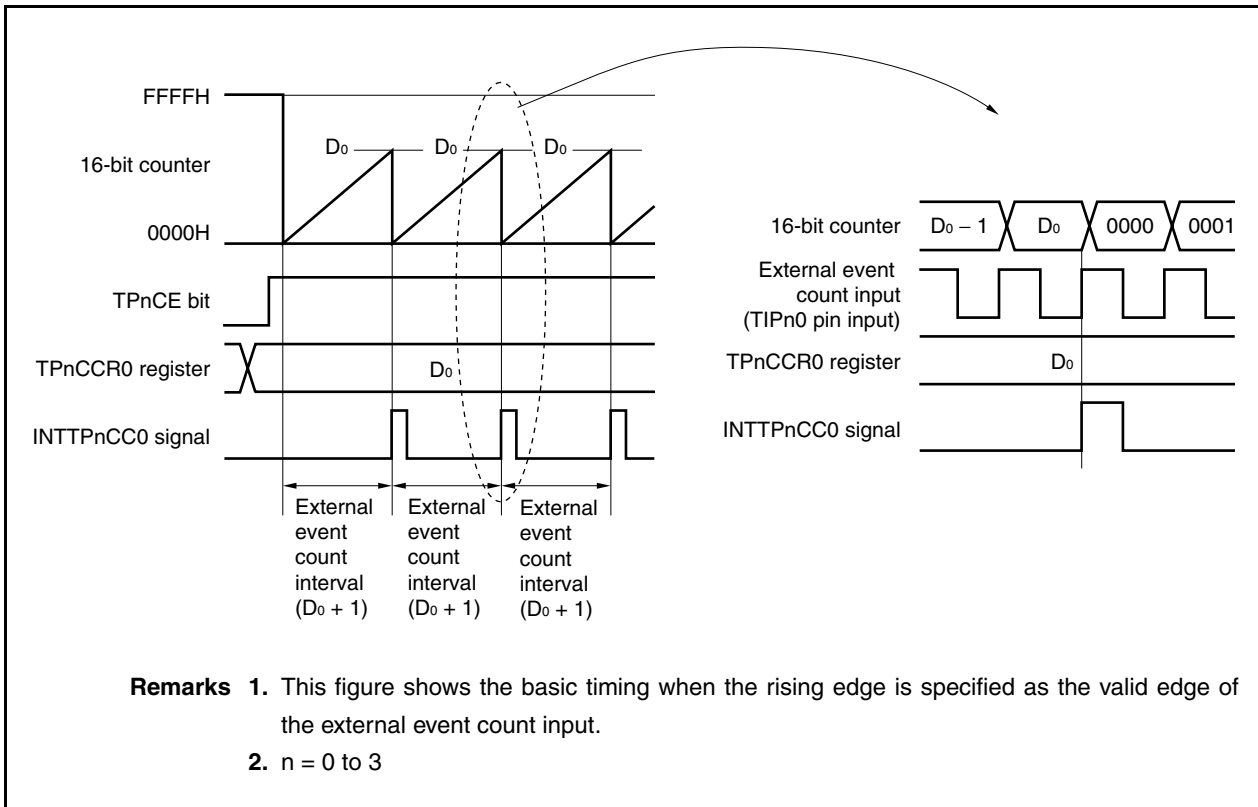 FFFFH
16-bit counter
0000H
D0 D0 D0
TPnCE bit
TPnCCR0 register
D0
INTTPnCC0 signal
External
event
count
interval
(D0 + 1)
External
event
count
interval
(D0 + 1)
External
event
count
interval
(D0 + 1)
16-bit counter
D0 – 1 D0 0000 0001
External event
count input
(TIPn0 pin input)
TPnCCR0 register
D0
INTTPnCC0 signal
Remarks 1. This figure shows the basic timing when the rising edge is specified as the valid edge of
the external event count input.
2. n = 0 to 3